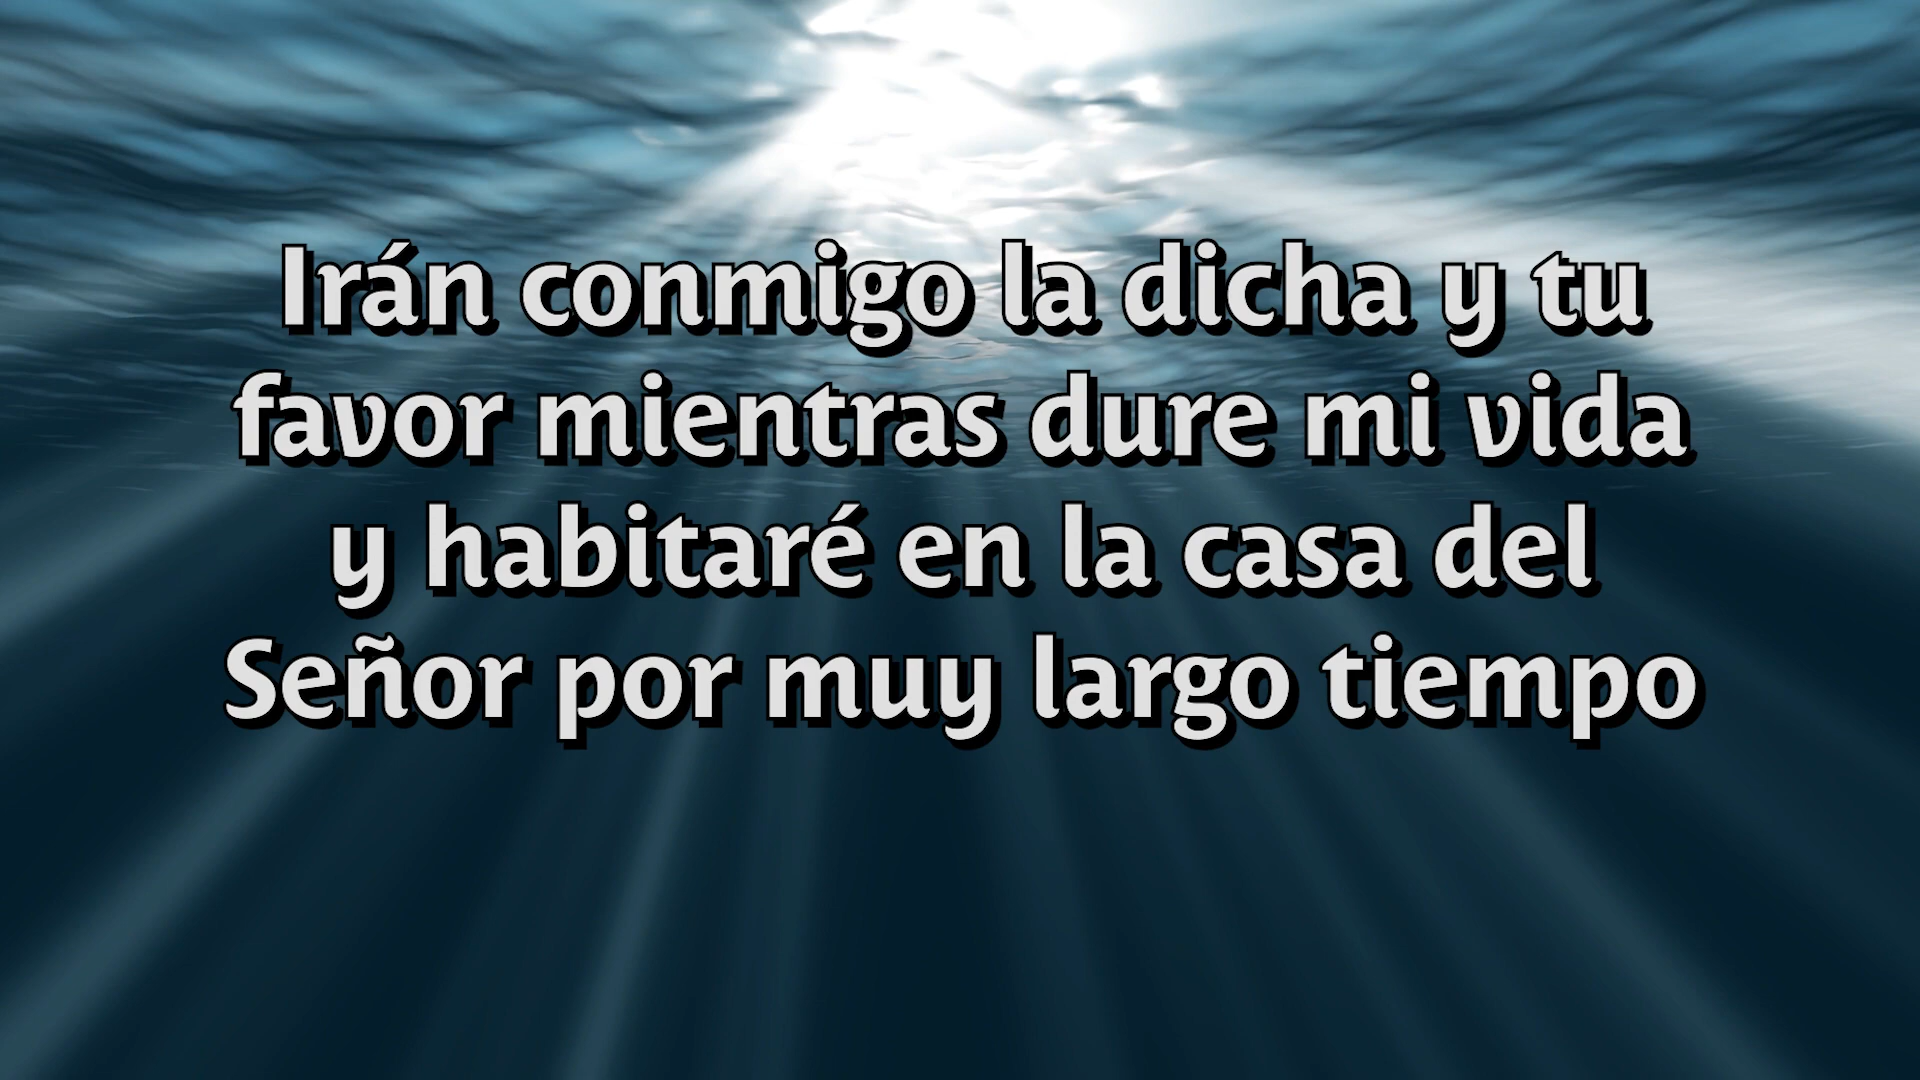 Irán conmigo la dicha y tu
favor mientras dure mi vida
y habitaré en la casa del
Señor por muy largo tiempo